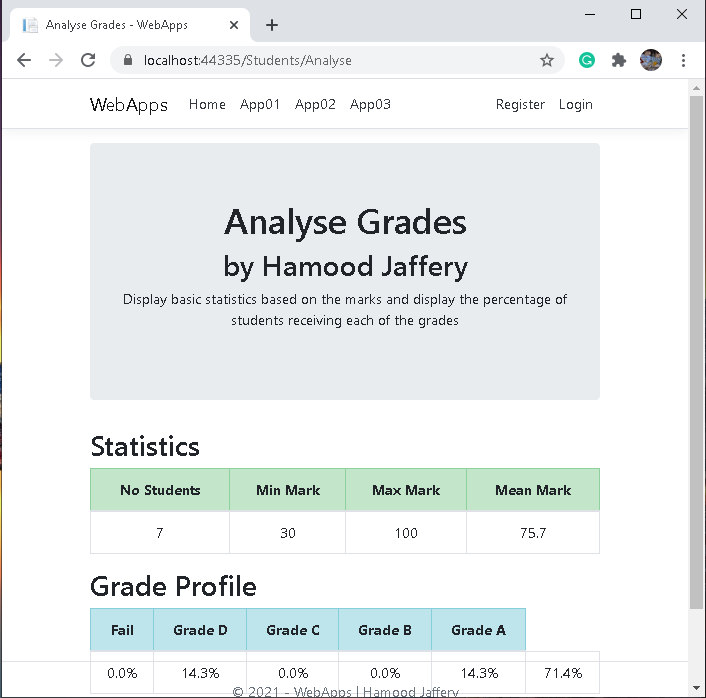 Analyse Grades - WebApps
localhost:44335/Students/Analyse
WebApps Home App01 App02 App03 Register Login
Analyse Grades
by Hamood Jaffery
Display basic statistics based on the marks and display the percentage of
students receiving each of the grades
Statistics
No Students Min Mark Max Mark Mean Mark
7 30 100 75.7
Grade Profile
Fail Grade D Grade C Grade B Grade A
0.0% 14.3% 0.0% 0.0% 14.3% 71.4%
© 2021 - WebApps | Hamood Jaffery